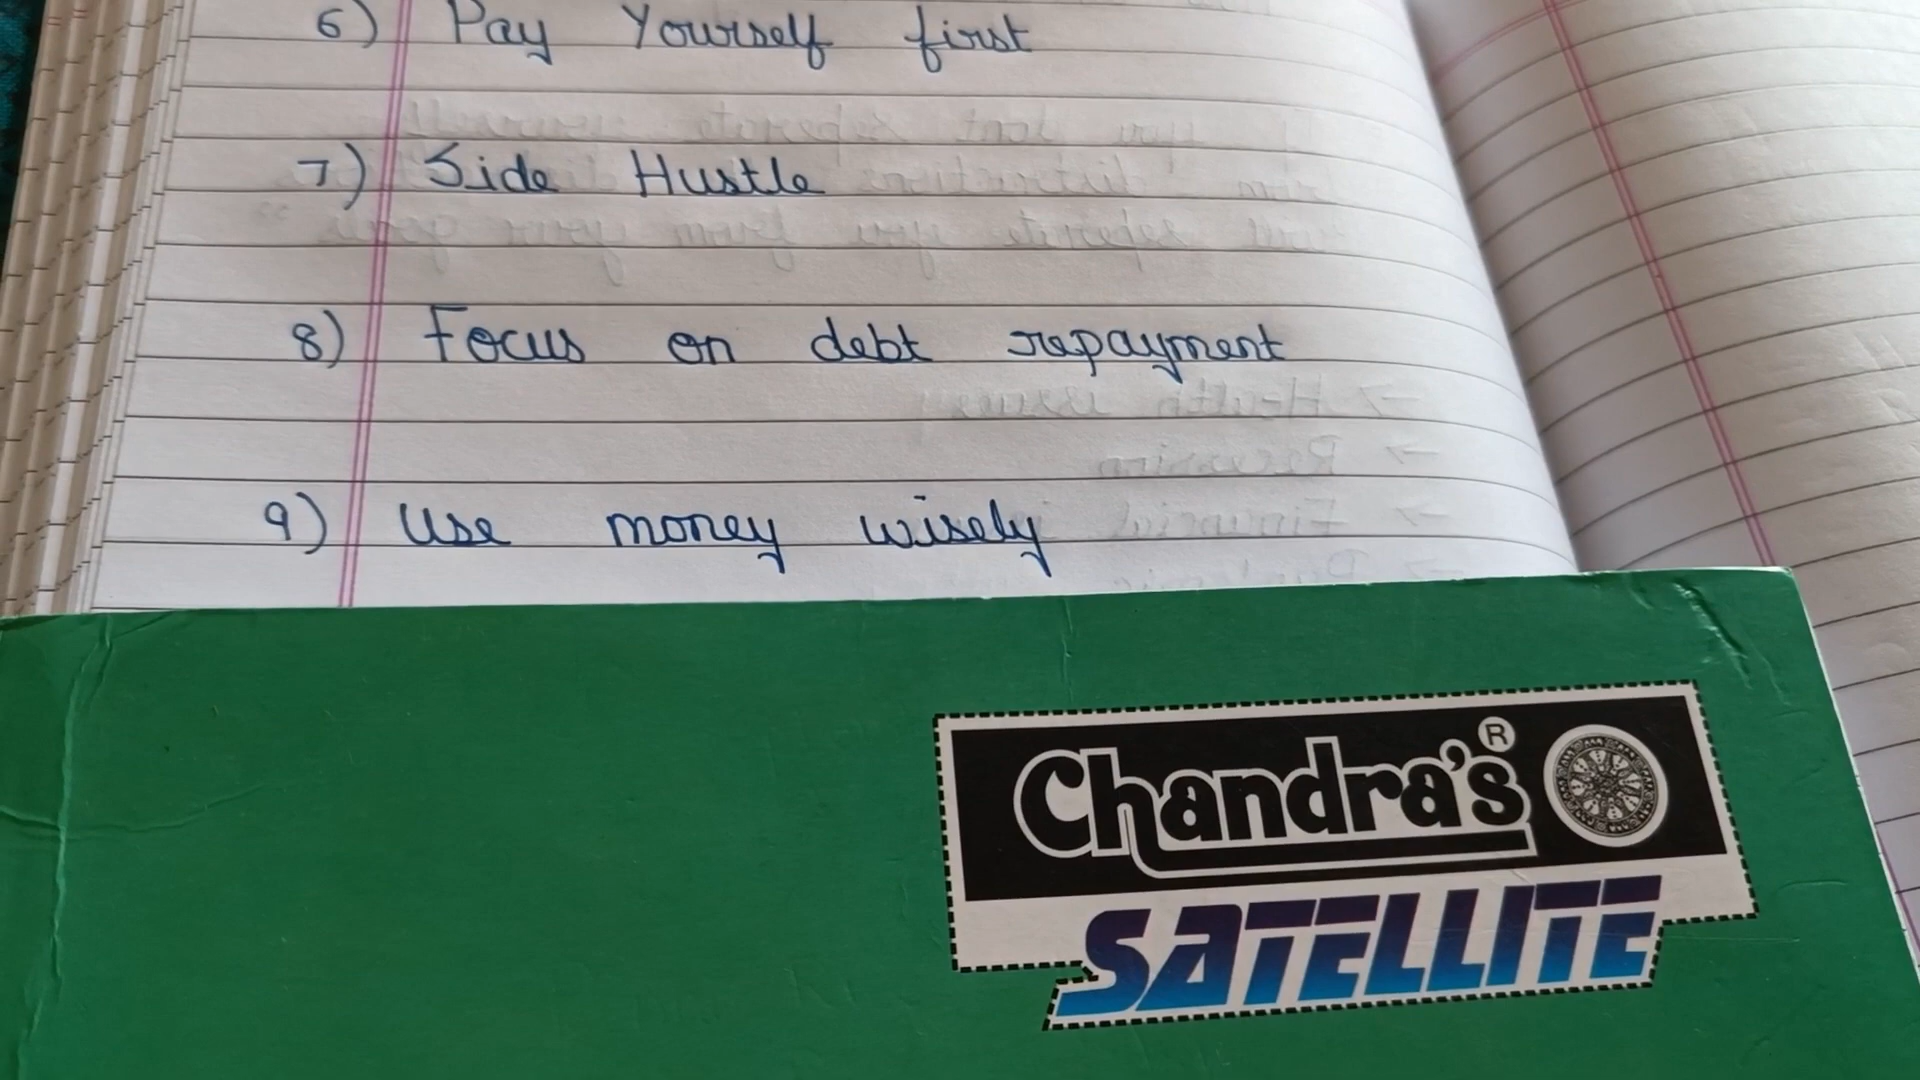 6) Pay Yourself first
7) Side Hustle
8) Focus on debt repayment
9) Use money wisely
Chandra's ®
SATELLITE